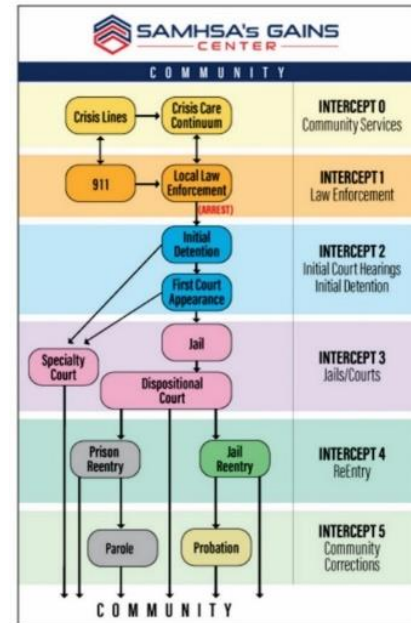 SAMHSA's GAINS
CENTER
COMMUNITY
Crisis Lines
Crisis Care
Continuum
INTERCEPT 0
Community Services
911
Local Law
Enforcement
(ARREST)
INTERCEPT 1
Law Enforcement
Initial
Detention
First Court
Appearance
INTERCEPT 2
Initial Court Hearings
Initial Detention
Jail
Specialty
Court
Dispositional
Court
INTERCEPT 3
Jails/Courts
Prison
Reentry
Jail
Reentry
INTERCEPT 4
ReEntry
Parole
Probation
INTERCEPT 5
Community
Corrections
COMMUNITY